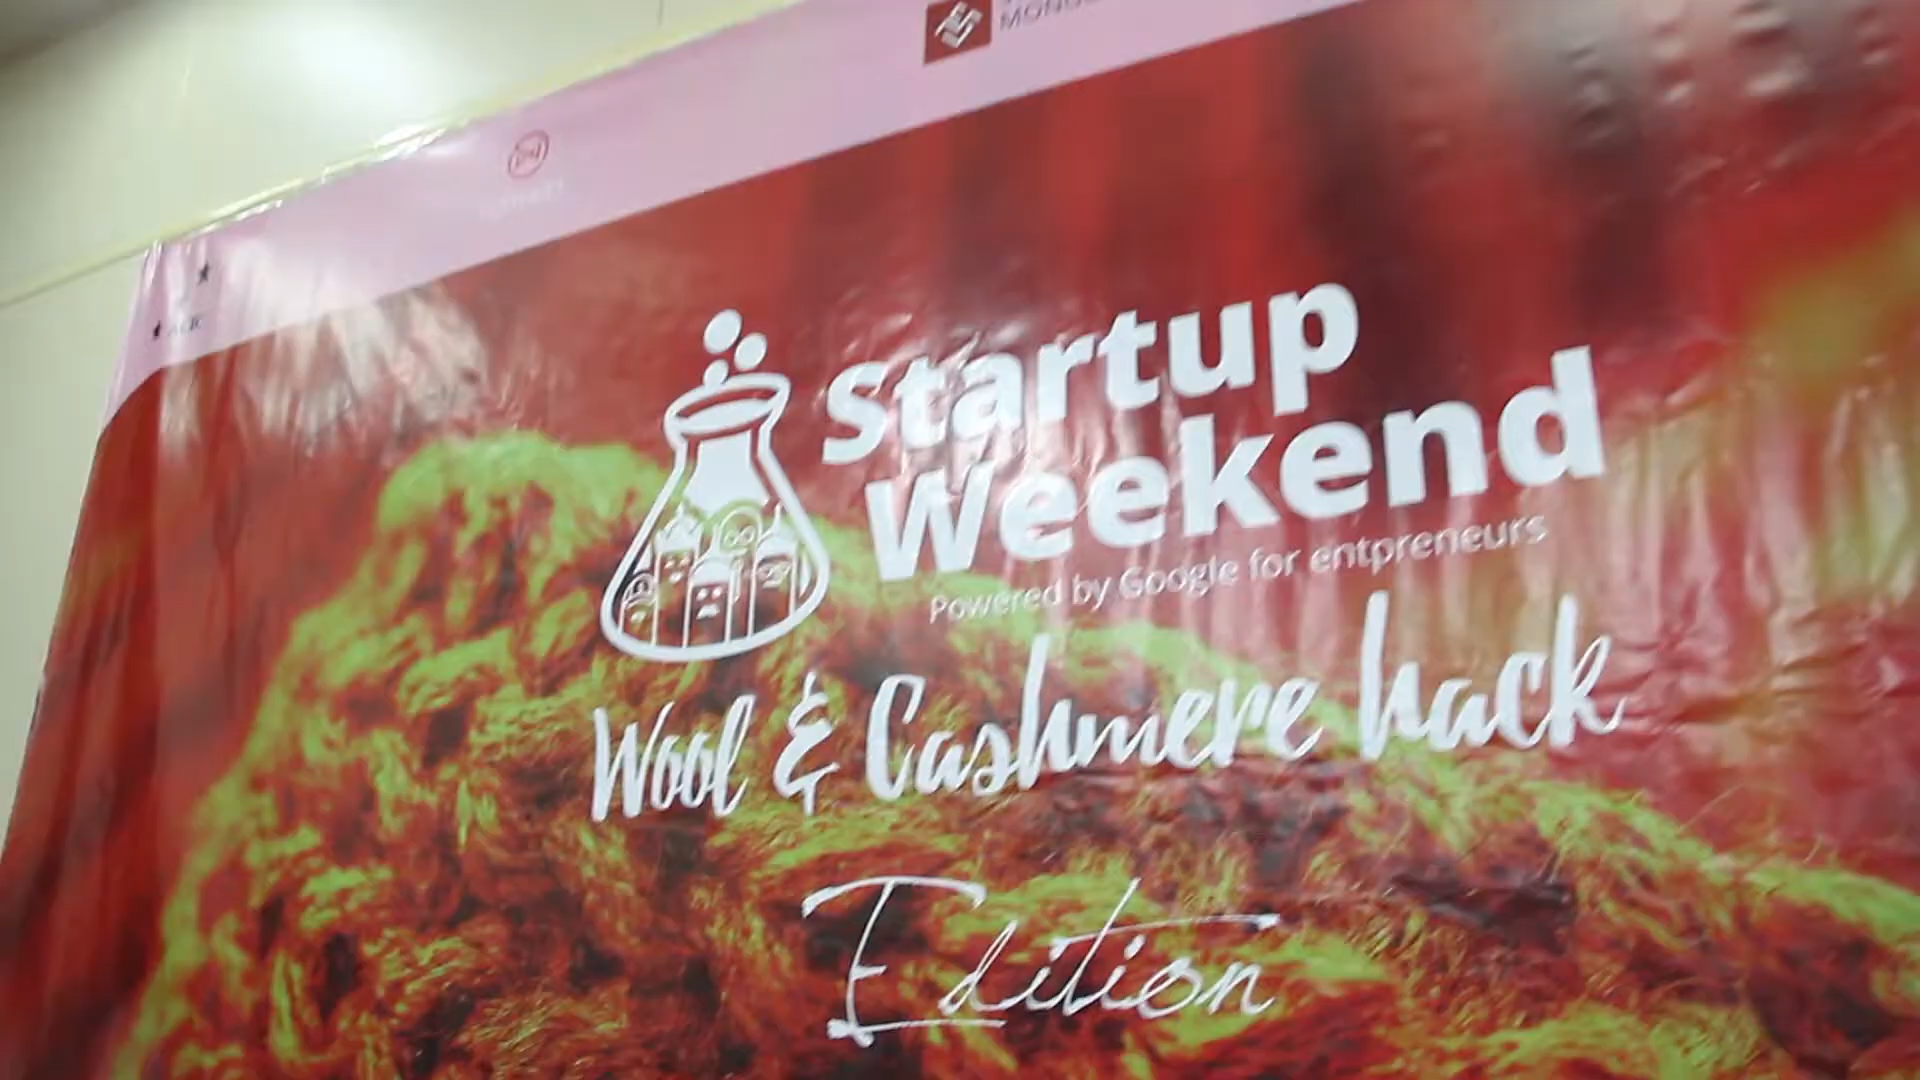 Startup
Weekend
Powered by Google for entpreneurs
Wool & Cashmere hack
Edition